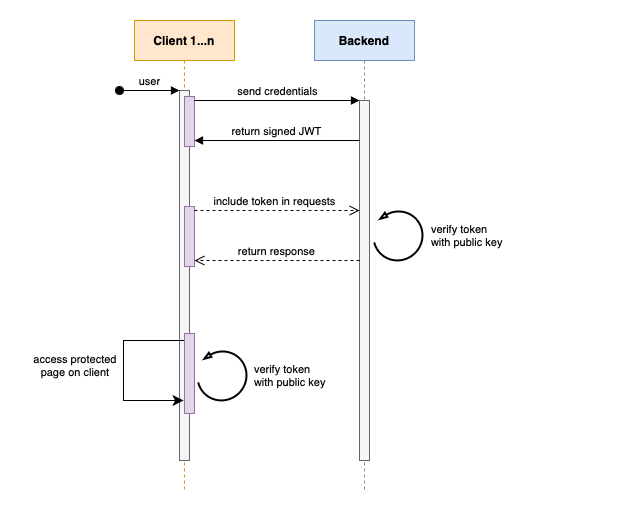 Client 1...n
Backend
user
send credentials
return signed JWT
include token in requests
verify token
with public key
return response
access protected
page on client
verify token
with public key